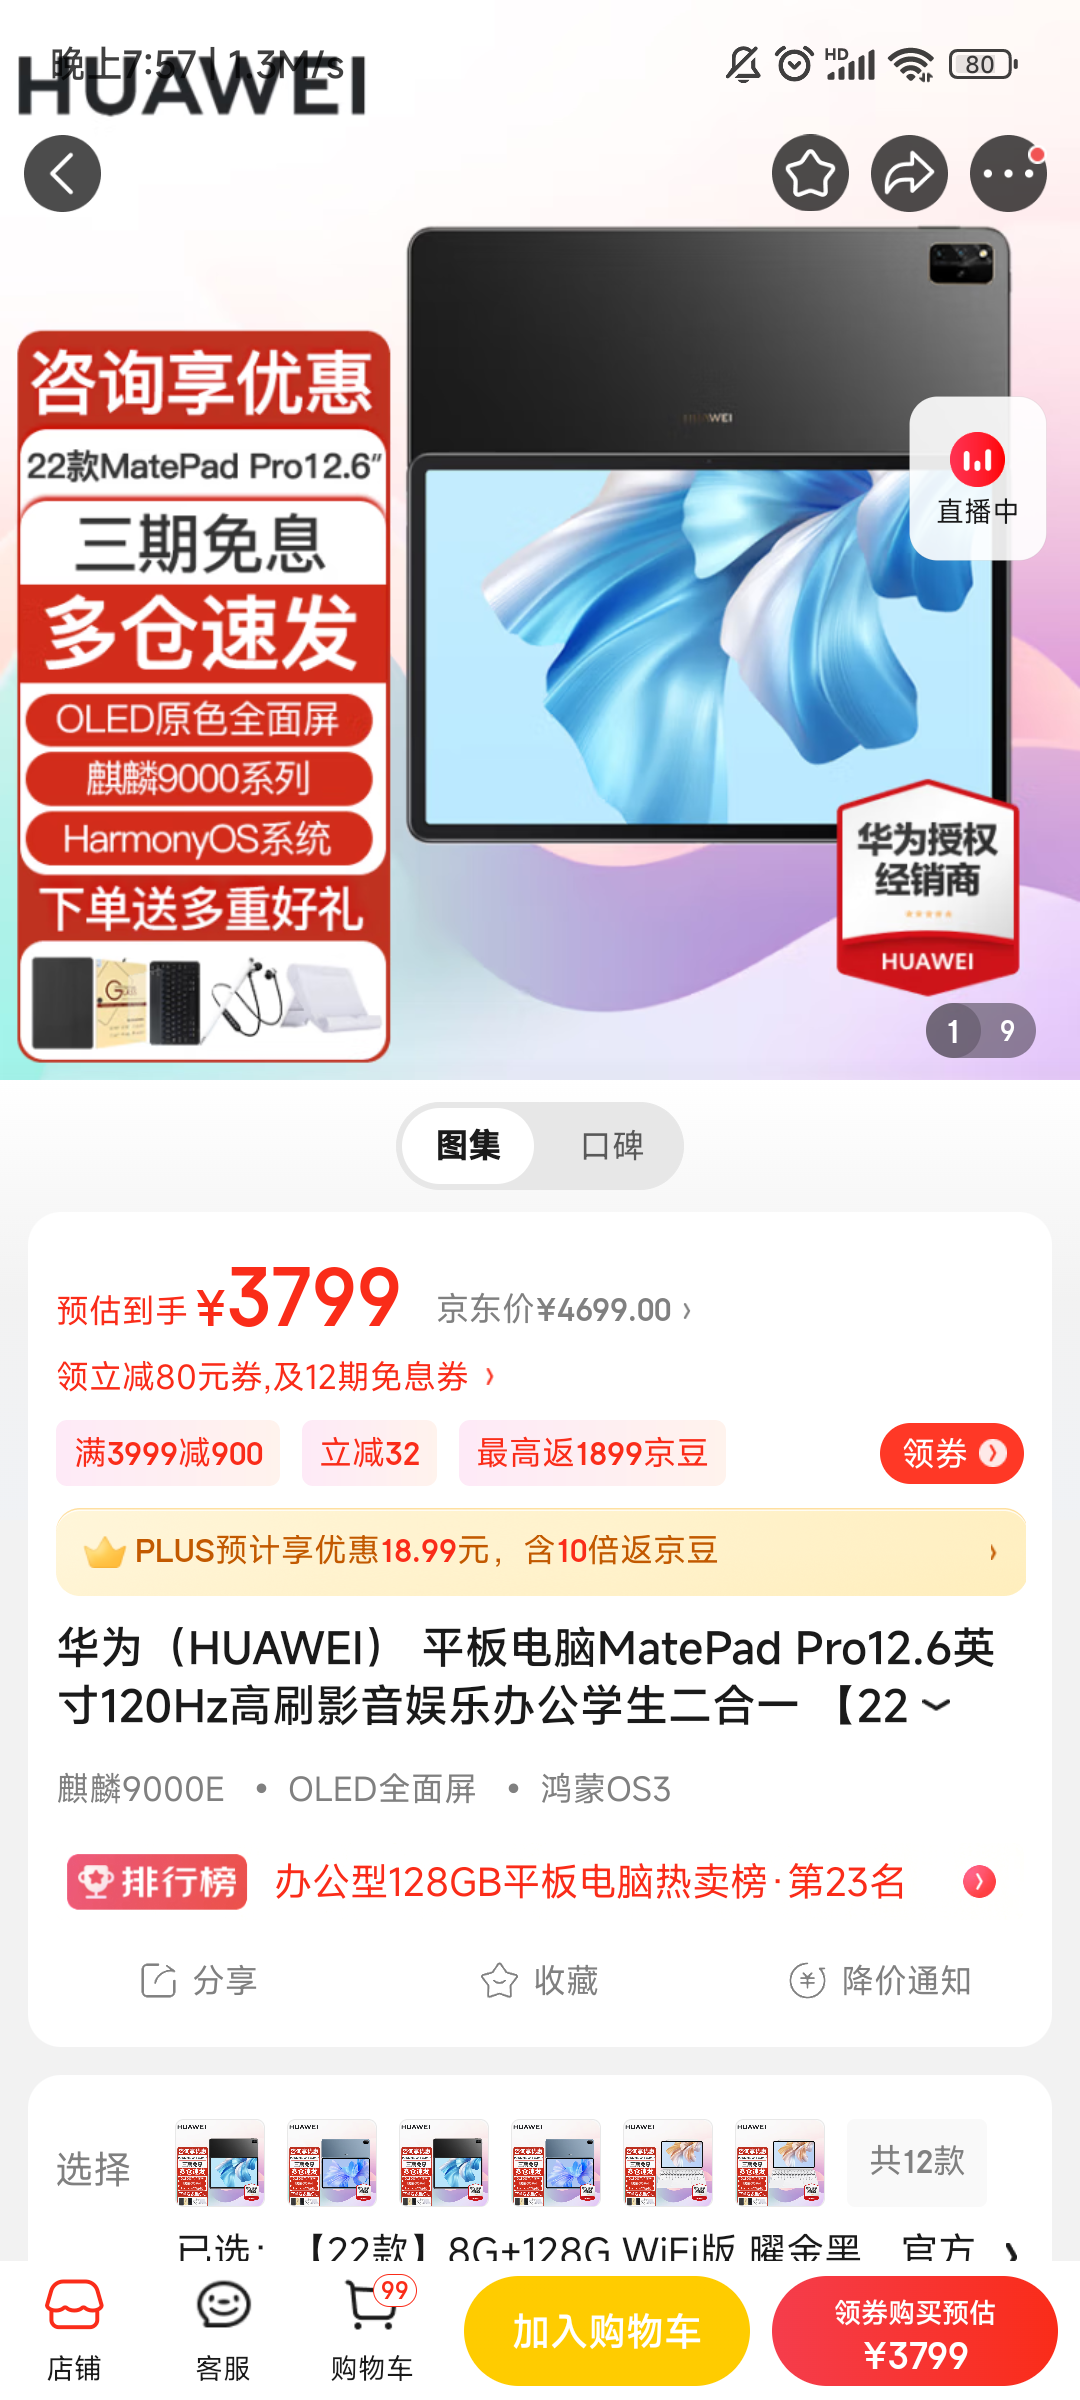 晚上7:57 | 1.3M/s
HD
80
HUAWEI
HUAWEI
咨询享优惠
22款MatePad Pro12.6”
三期免息
多仓速发
OLED原色全面屏
麒麟9000系列
HarmonyOS系统
下单送多重好礼
直播中
华为授权
经销商
HUAWEI
1 9
图集 口碑
预估到手¥3799 京东价¥4699.00 ›
领立减80元券,及12期免息券 ›
满3999减900 立减32 最高返1899京豆 领券
PLUS预计享优惠18.99元，含10倍返京豆
华为（HUAWEI） 平板电脑MatePad Pro12.6英
寸120Hz高刷影音娱乐办公学生二合一 【22
麒麟9000E • OLED全面屏 • 鸿蒙OS3
排行榜 办公型128GB平板电脑热卖榜·第23名
分享 收藏 降价通知
选择 共12款
已选: 【22款】8G+128G WiFi版 曜金黑 官方
99
店铺 客服 购物车
加入购物车
领券购买预估
¥3799